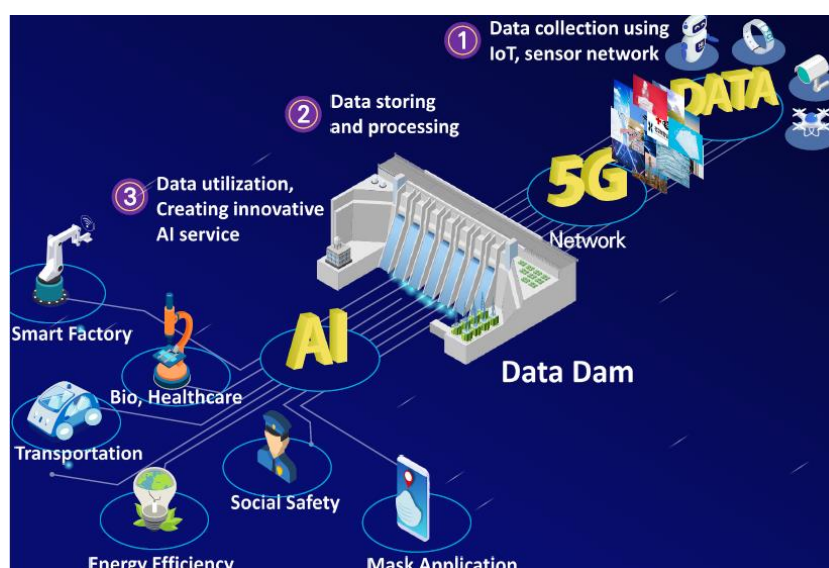 1
Data collection using
IoT, sensor network
DATA
2
Data storing
and processing
5G
Network
3
Data utilization,
Creating innovative
AI service
Data Dam
AI
Smart Factory
Bio, Healthcare
Transportation
Social Safety
Energy Efficiency
Mask Application